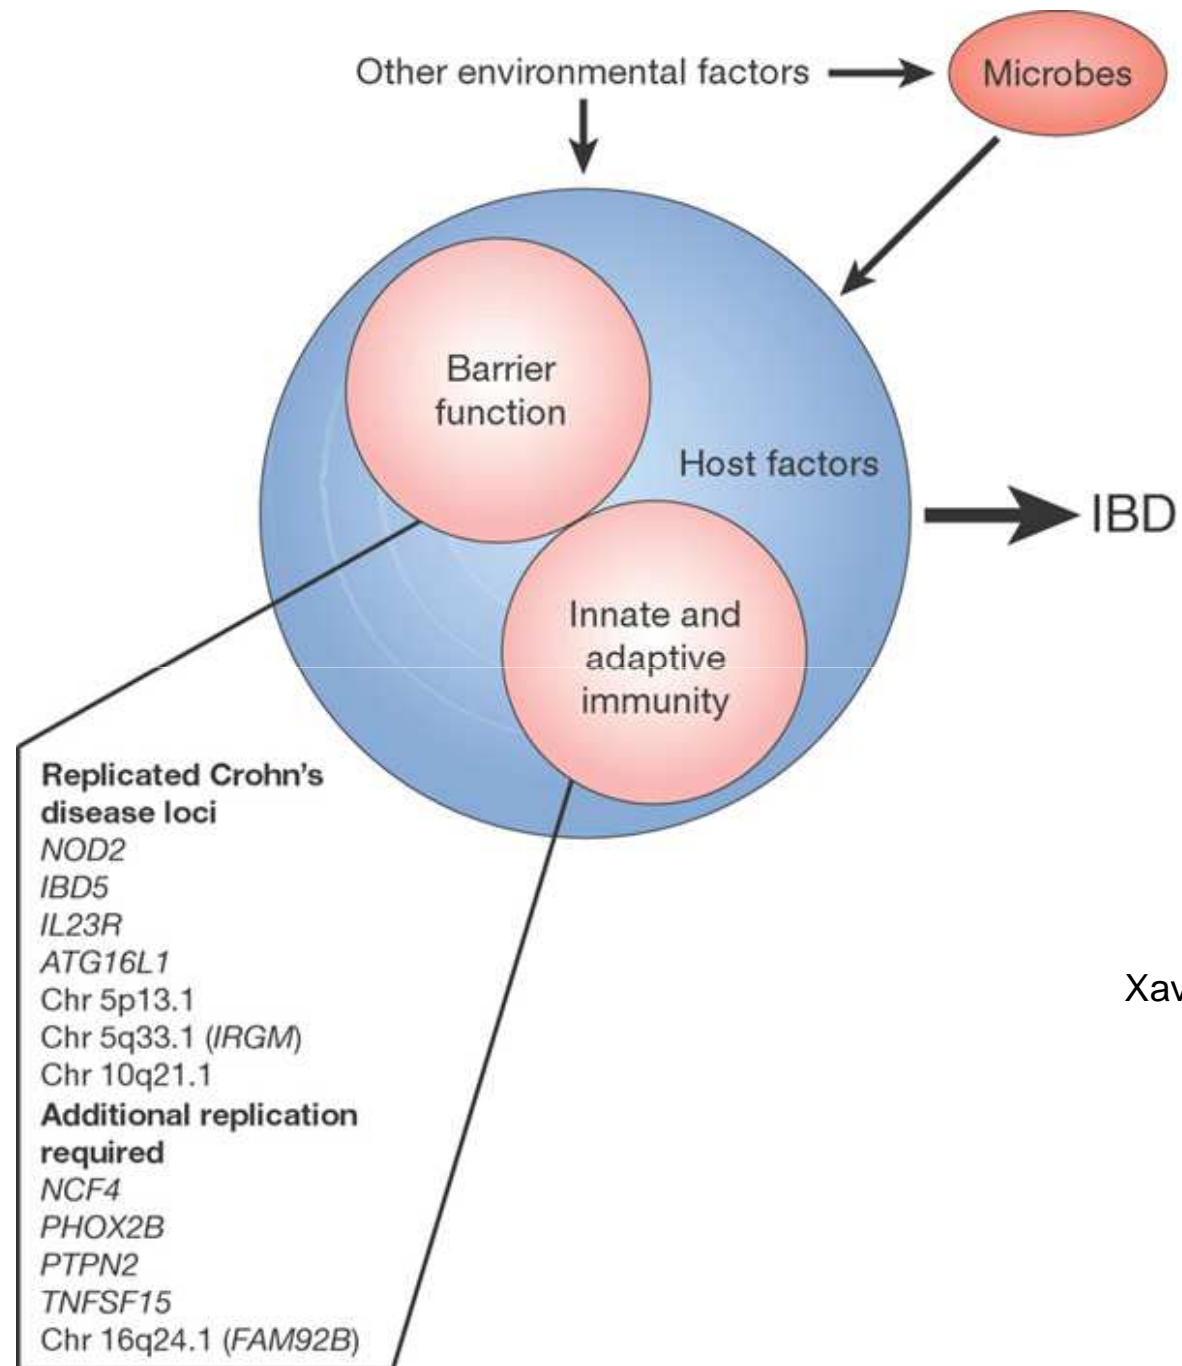 Other environmental factors
Microbes
Barrier
function
Host factors
IBD
Innate and
adaptive
immunity
Replicated Crohn's
disease loci
NOD2
IBD5
IL23R
ATG16L1
Chr 5p13.1
Chr 5q33.1 (IRGM)
Chr 10q21.1
Additional replication
required
NCF4
PHOX2B
PTPN2
TNFSF15
Chr 16q24.1 (FAM92B)
Xav